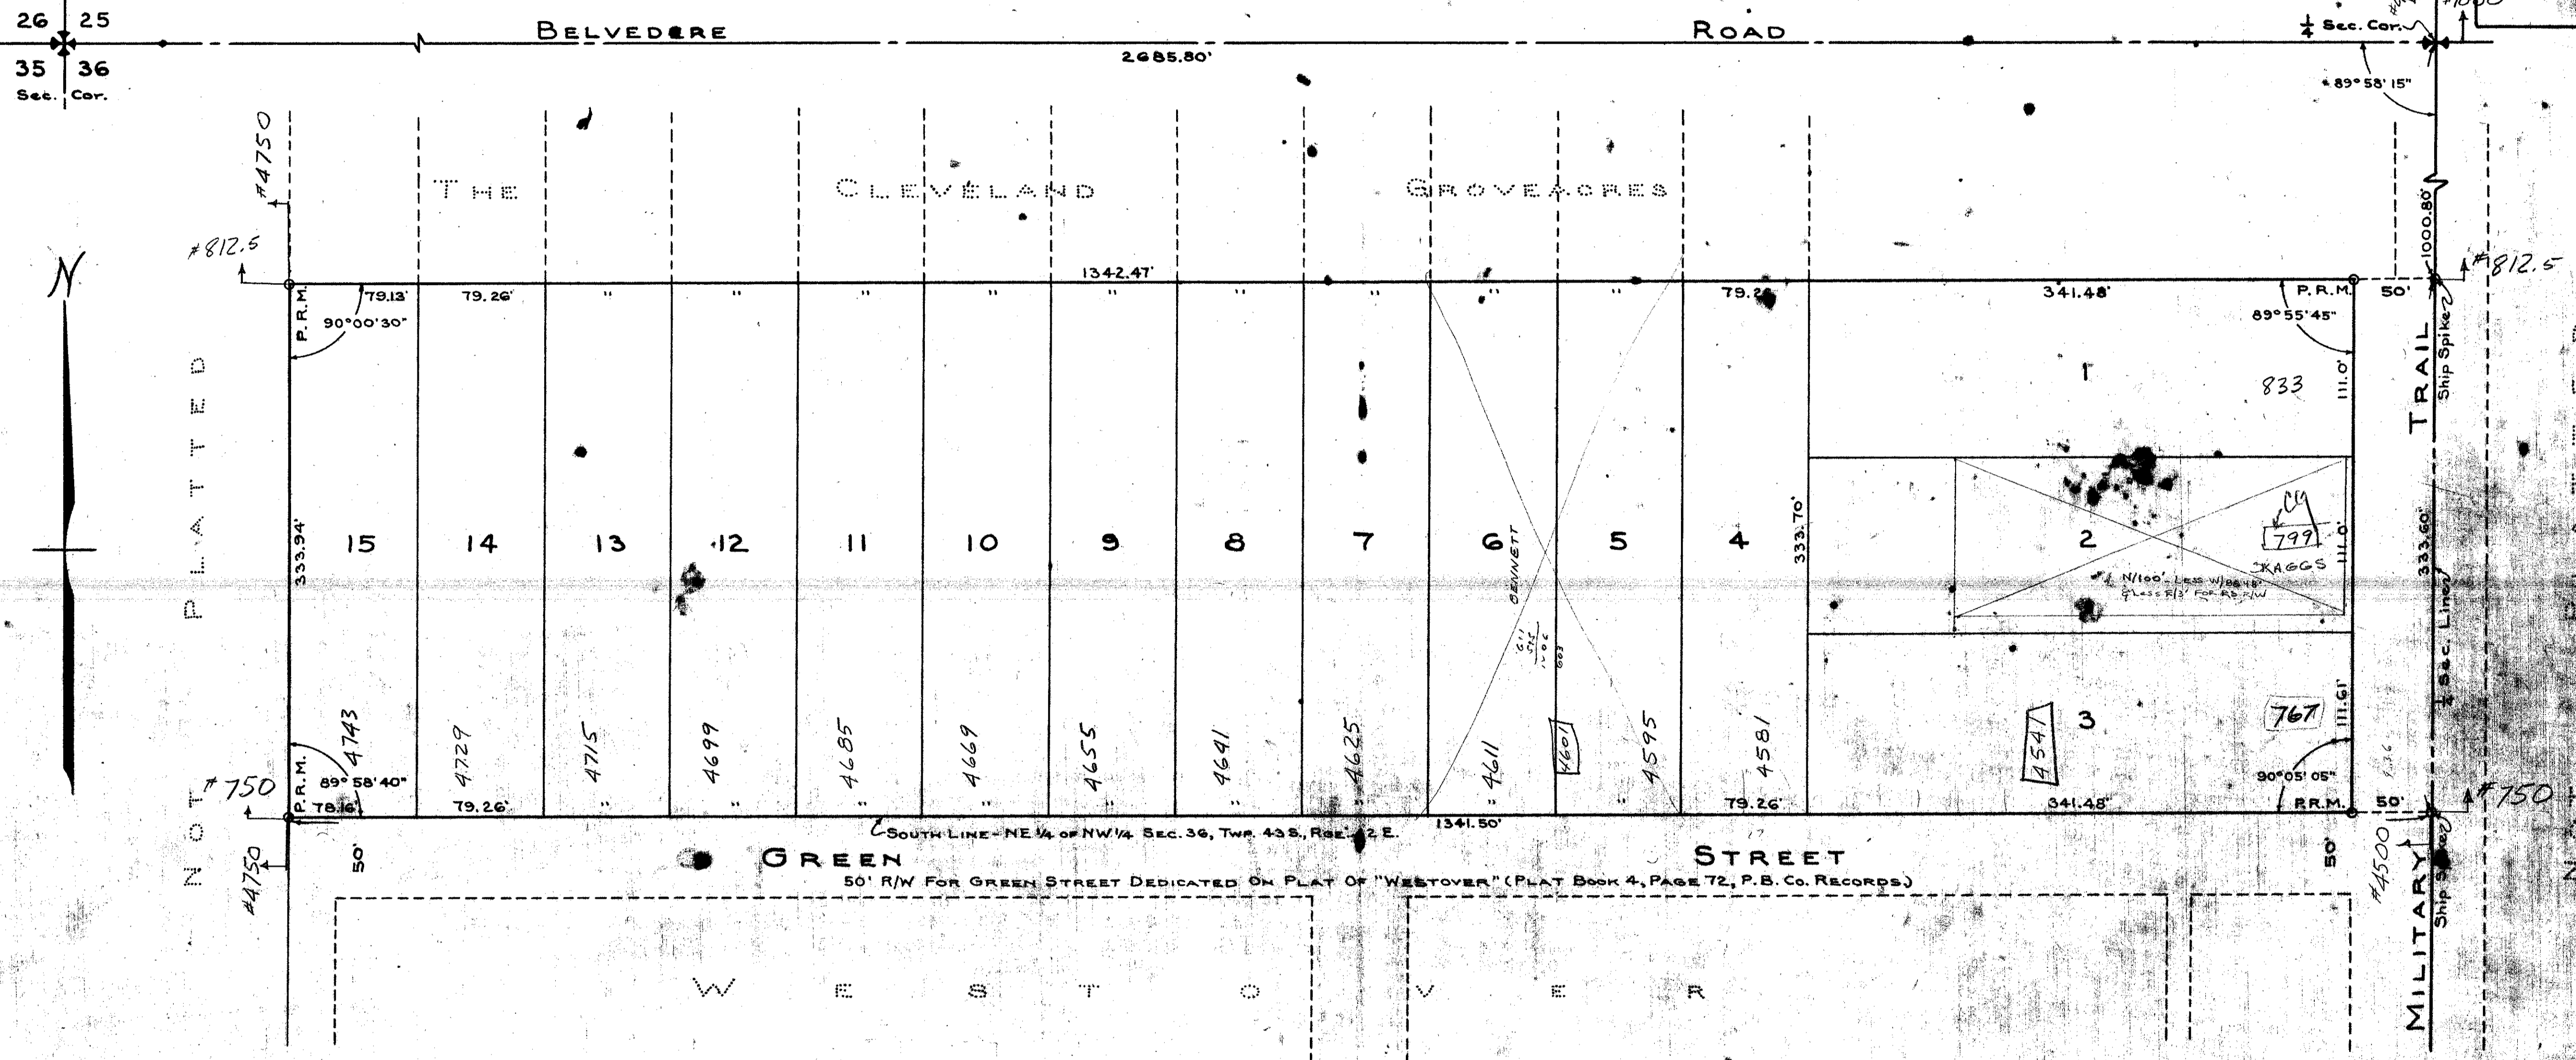 26 25
35 36
Sec. Cor.
BELVEDERE ROAD
2685.80'
1/4 Sec. Cor.
89°58'15"
#4750
#812.5
N
THE CLEVELAND GROVEACRES
1342.47'
P.R.M. 79.13' 79.26' " " " " " " " " " 79.26' 341.48' P.R.M. 50'
90°00'30"
89°55'45"
1000.80'
#812.5
Ship Spike
TRAIL
NOT PLATTED
1
833
111.0'
333.94'
15 14 13 12 11 10 9 8 7 6 5 4
333.70'
2
799
SKAGGS
111.0'
333.60'
BENNETT
N/100' LESS W/86.48'
& LESS E/3' FOR RD R/W
1/4 Sec. Line
3
767
111.61'
4743 4729 4715 4699 4685 4669 4655 4641 4625 4611 4601 4595 4581 4541
#750
P.R.M. 89°58'40"
90°05'05"
78.16' 79.26' " " " " " " " " " 79.26' 341.48' P.R.M. 50'
#750
1341.50'
SOUTH LINE - NE 1/4 OF NW 1/4 SEC. 36, TWP. 43 S., RGE. 42 E.
#4750
50'
GREEN STREET
50'
#4500
Ship Spike
50' R/W FOR GREEN STREET DEDICATED ON PLAT OF "WESTOVER" (PLAT BOOK 4, PAGE 72, P.B. CO. RECORDS)
MILITARY
WESTOVER